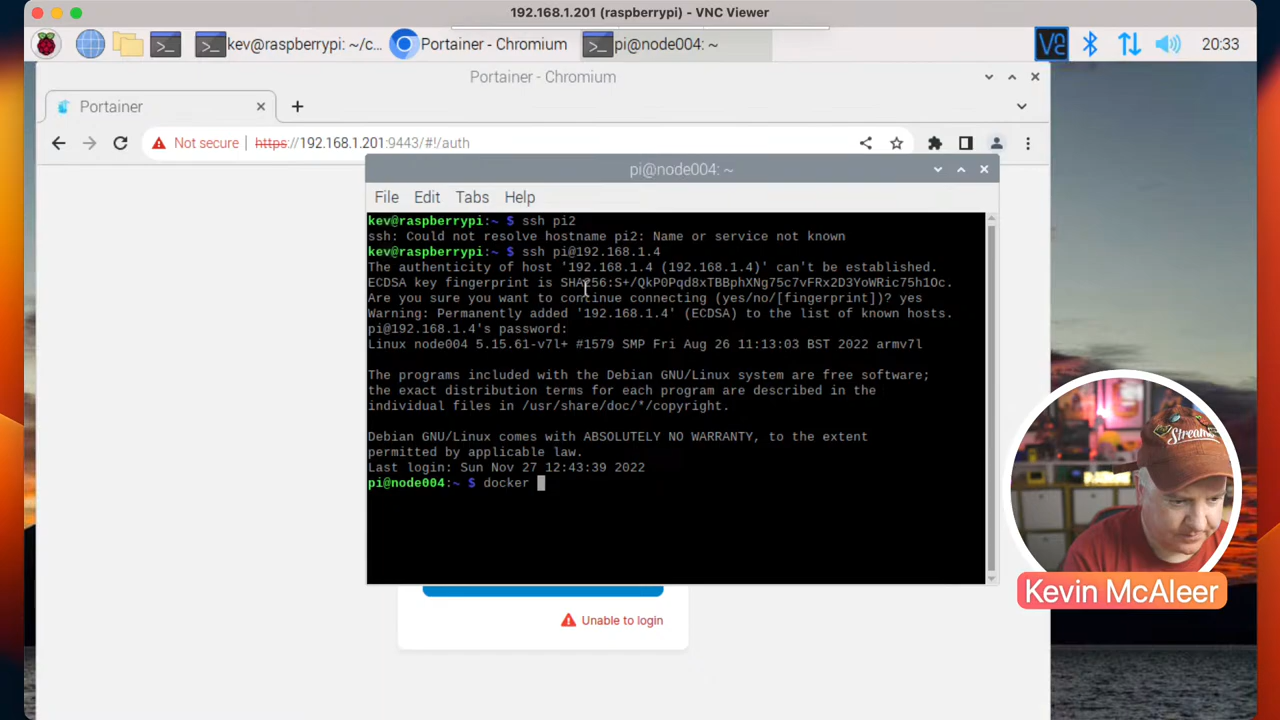 192.168.1.201 (raspberrypi) - VNC Viewer
kev@raspberrypi: ~/c...
Portainer - Chromium
pi@node004: ~
20:33
Portainer - Chromium
Portainer
Not secure
https://192.168.1.201:9443/#!/auth
pi@node004: ~
File Edit Tabs Help
kev@raspberrypi:~ $ ssh pi2
ssh: Could not resolve hostname pi2: Name or service not known
kev@raspberrypi:~ $ ssh pi@192.168.1.4
The authenticity of host '192.168.1.4 (192.168.1.4)' can't be established.
ECDSA key fingerprint is SHA256:S+/QkP0Pqd8xTBBphXNg75c7vFRx2D3YoWRic75h1Oc.
Are you sure you want to continue connecting (yes/no/[fingerprint])? yes
Warning: Permanently added '192.168.1.4' (ECDSA) to the list of known hosts.
pi@192.168.1.4's password:
Linux node004 5.15.61-v7l+ #1579 SMP Fri Aug 26 11:13:03 BST 2022 armv7l
The programs included with the Debian GNU/Linux system are free software;
the exact distribution terms for each program are described in the
individual files in /usr/share/doc/*/copyright.
Debian GNU/Linux comes with ABSOLUTELY NO WARRANTY, to the extent
permitted by applicable law.
Last login: Sun Nov 27 12:43:39 2022
pi@node004:~ $ docker
Unable to login
Kevin McAleer